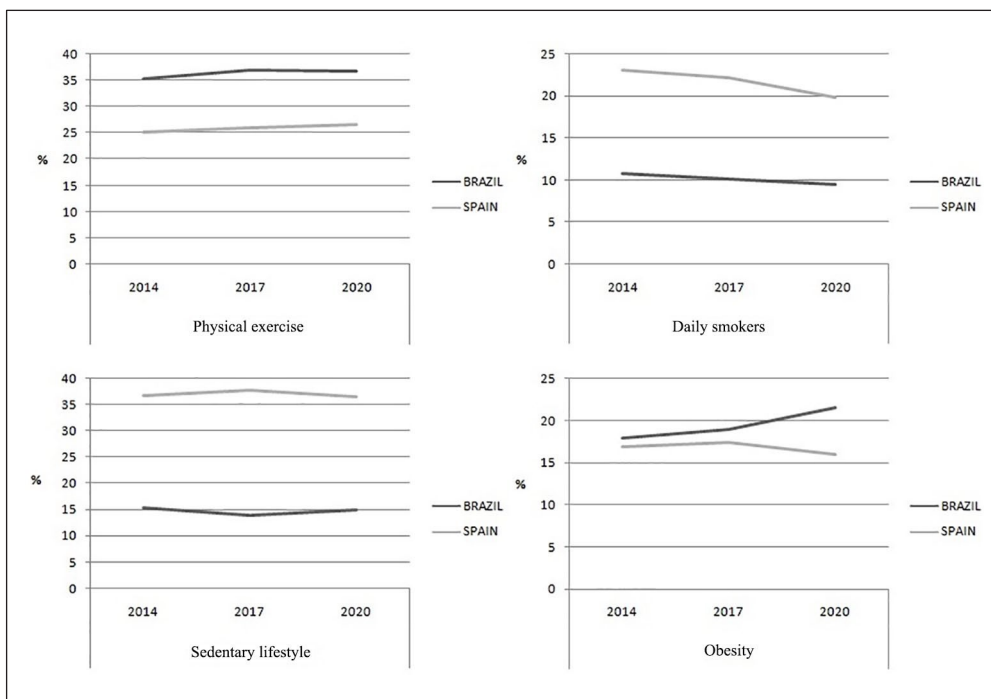 40
35
30
25
20
15
10
5
0
%
BRAZIL
SPAIN
2014 2017 2020
Physical exercise
25
20
15
10
5
0
%
BRAZIL
SPAIN
2014 2017 2020
Daily smokers
40
35
30
25
20
15
10
5
0
%
BRAZIL
SPAIN
2014 2017 2020
Sedentary lifestyle
25
20
15
10
5
0
%
BRAZIL
SPAIN
2014 2017 2020
Obesity